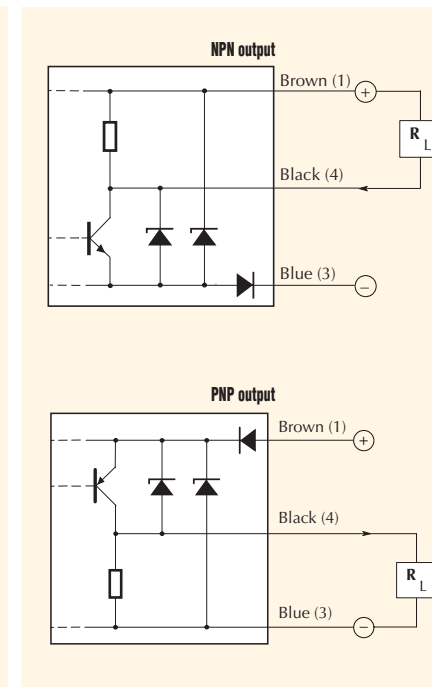 NPN output
Brown (1)
+
R L
Black (4)
Blue (3)
–
PNP output
Brown (1)
+
Black (4)
R L
Blue (3)
–